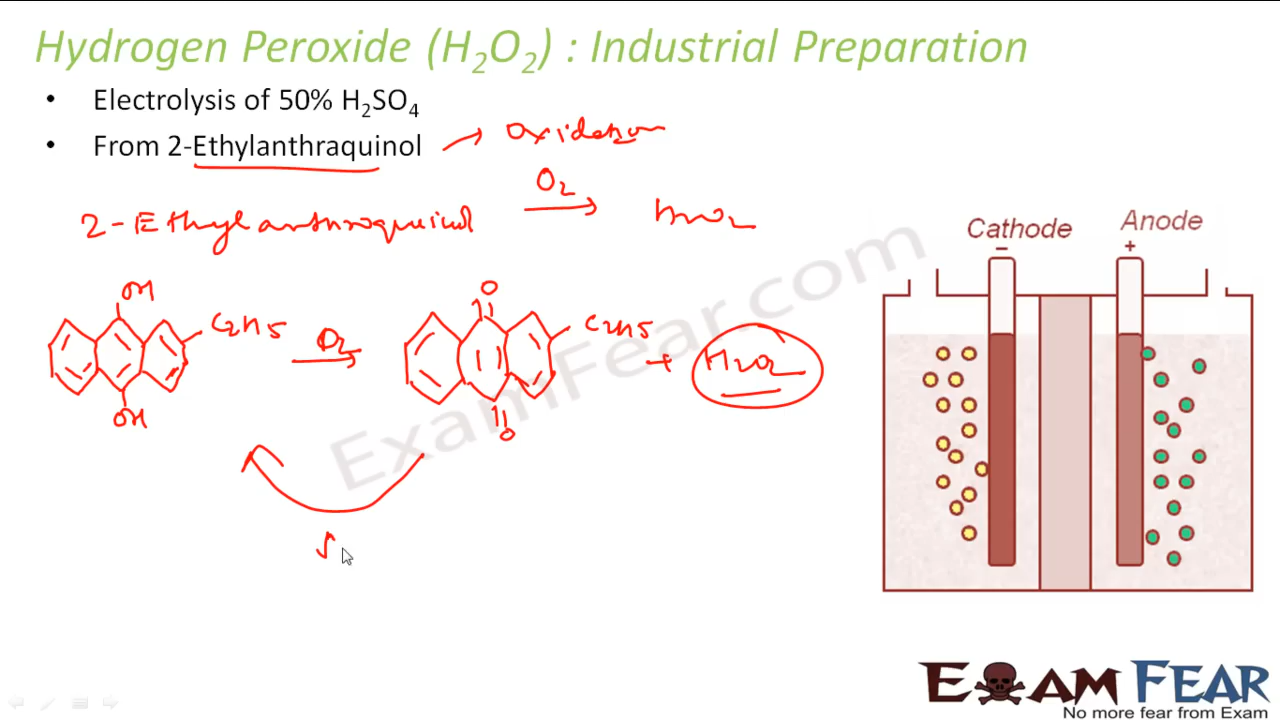 Hydrogen Peroxide (H₂O₂) : Industrial Preparation
• Electrolysis of 50% H₂SO₄
• From 2-Ethylanthraquinol → Oxidation
2-Ethylanthraquinol O₂ → H₂O₂
OH
C₂H₅
OH
O₂
O
C₂H₅
O
+ H₂O₂
Cathode
−
Anode
+
ExamFear.com
EXAM FEAR
No more fear from Exam